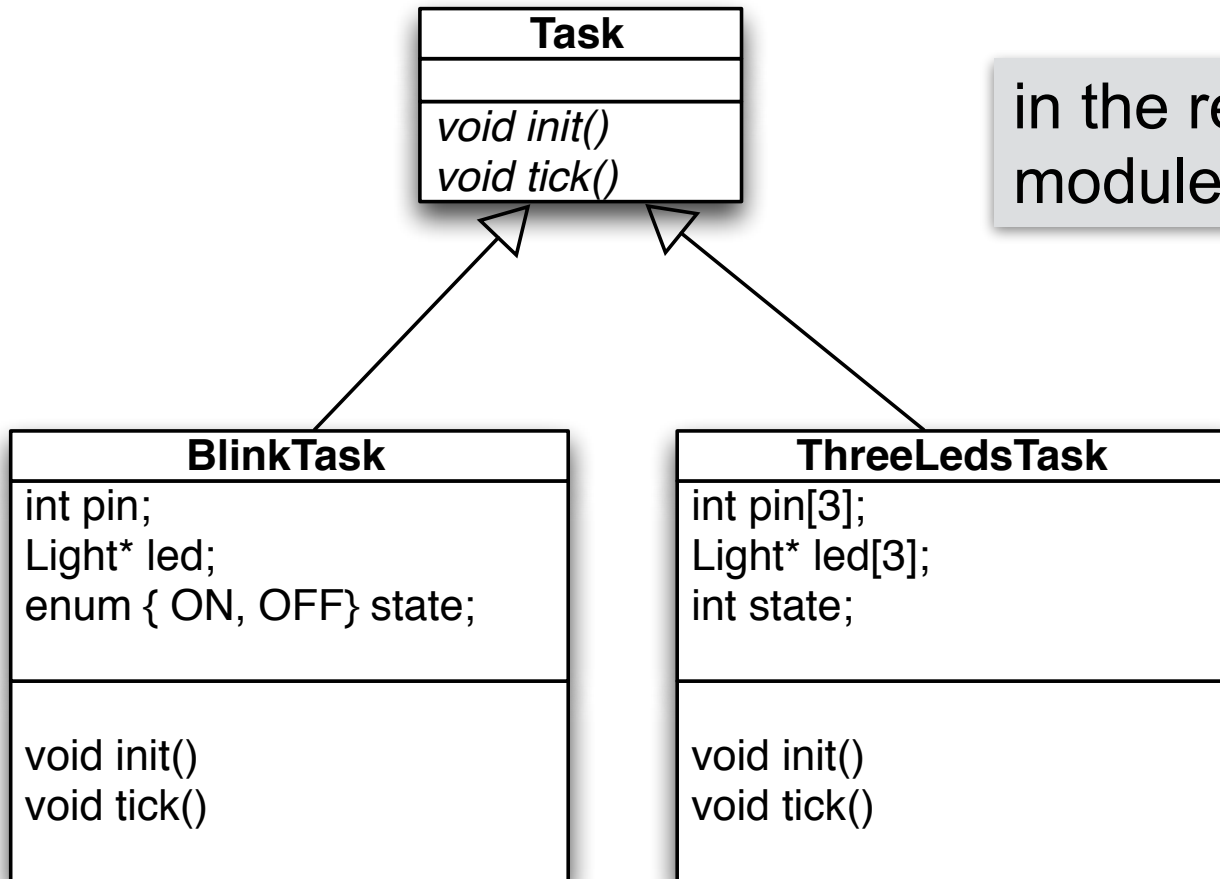 Task
void init()
void tick()
in the
module
BlinkTask
int pin;
Light* led;
enum { ON, OFF} state;
void init()
void tick()
ThreeLedsTask
int pin[3];
Light* led[3];
int state;
void init()
void tick()